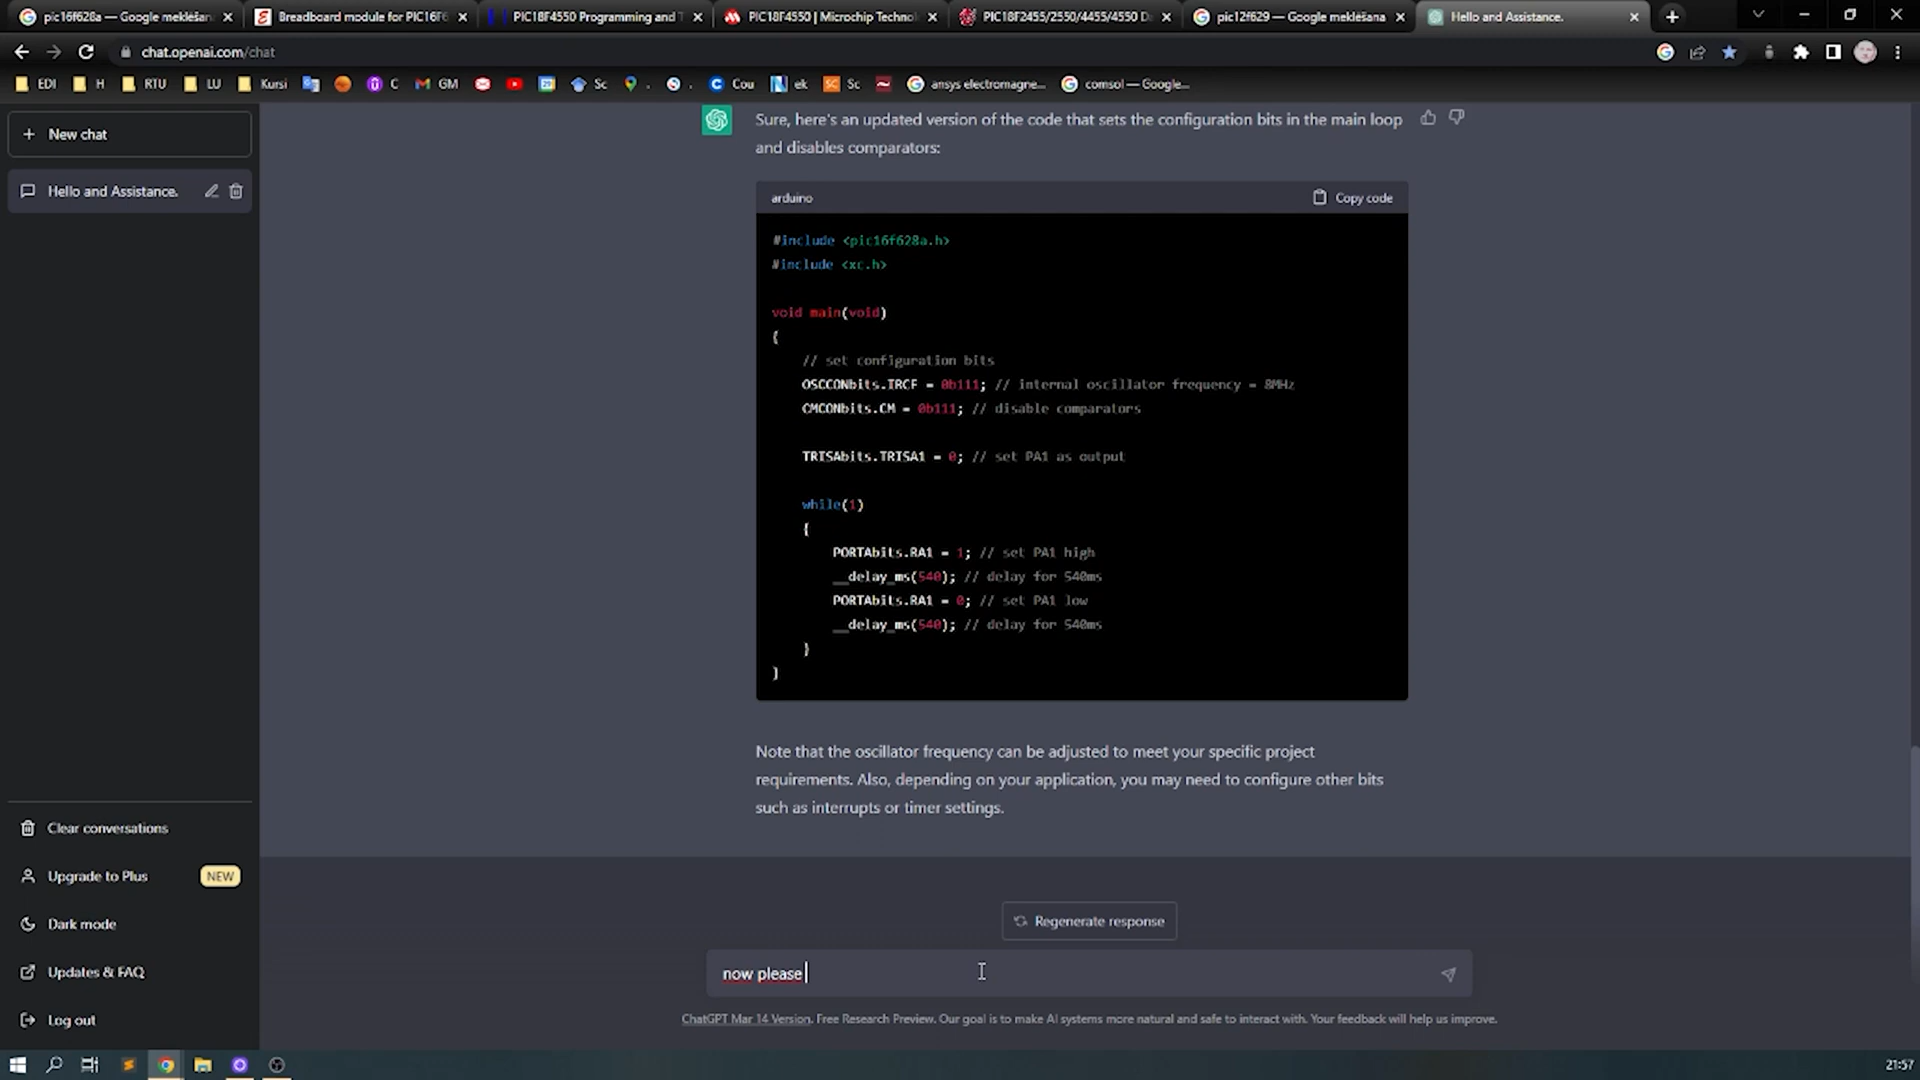 pic16f628a — Google meklēšana
Breadboard module for PIC16F6
PIC18F4550 Programming and T
PIC18F4550 | Microchip Technolo
PIC18F2455/2550/4455/4550 Da
pic12f629 — Google meklēšana
Hello and Assistance.
chat.openai.com/chat
EDI
H
RTU
LU
Kursi
C
GM
Sc
.
.
Cou
ek
Sc
ansys electromagne...
comsol — Google...
New chat
Hello and Assistance.
Sure, here's an updated version of the code that sets the configuration bits in the main loop
and disables comparators:
arduino
Copy code
#include <pic16f628a.h>
#include <xc.h>
void main(void)
{
// set configuration bits
OSCCONbits.IRCF = 0b111; // internal oscillator frequency = 8MHz
CMCONbits.CM = 0b111; // disable comparators
TRISAbits.TRISA1 = 0; // set PA1 as output
while(1)
{
PORTAbits.RA1 = 1; // set PA1 high
__delay_ms(540); // delay for 540ms
PORTAbits.RA1 = 0; // set PA1 low
__delay_ms(540); // delay for 540ms
}
}
Note that the oscillator frequency can be adjusted to meet your specific project
requirements. Also, depending on your application, you may need to configure other bits
such as interrupts or timer settings.
Clear conversations
Upgrade to Plus NEW
Dark mode
Updates & FAQ
Log out
Regenerate response
now please
ChatGPT Mar 14 Version. Free Research Preview. Our goal is to make AI systems more natural and safe to interact with. Your feedback will help us improve.
21:57